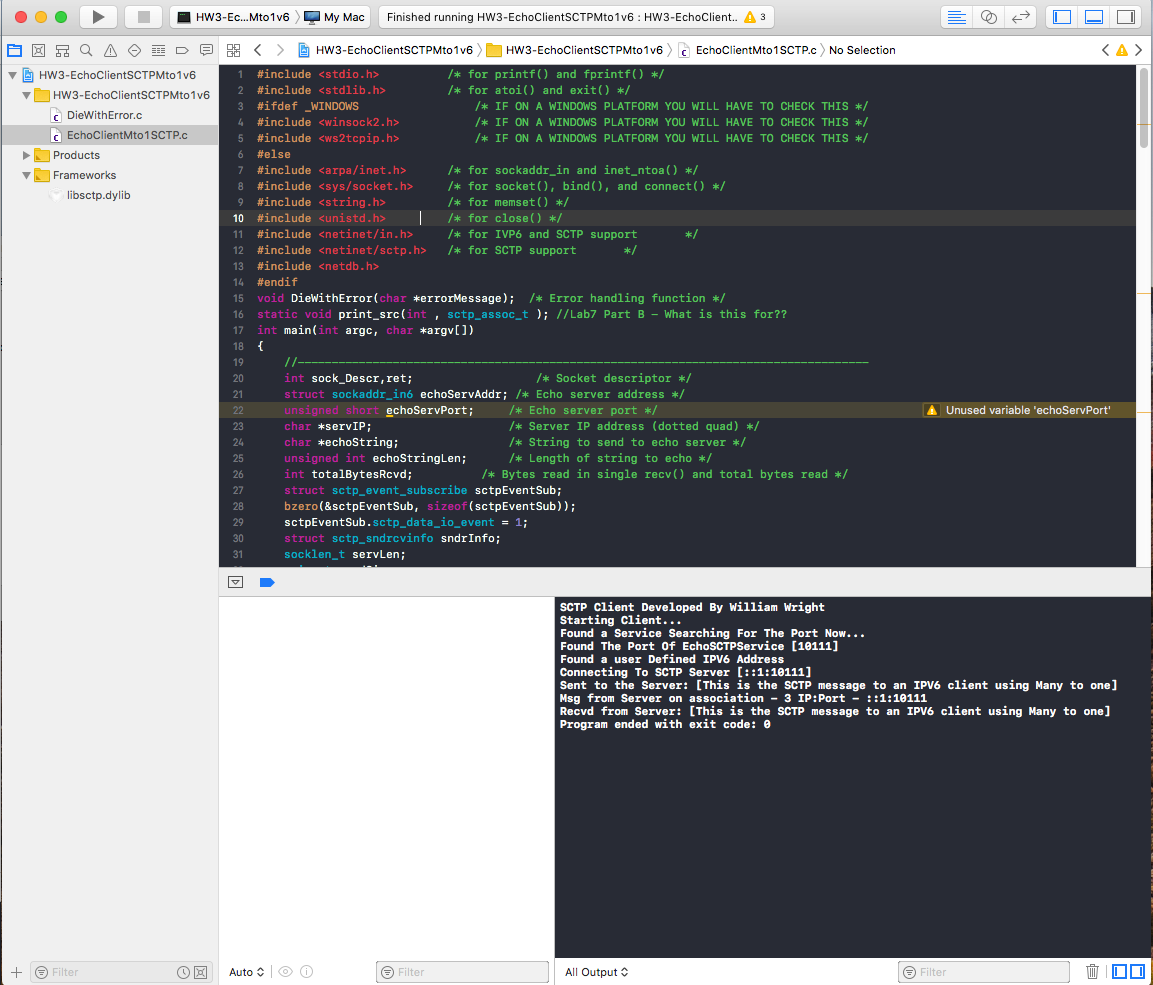 HW3-Ec...Mto1v6 〉 My Mac
Finished running HW3-EchoClientSCTPMto1v6 : HW3-EchoClient.. 3
HW3-EchoClientSCTPMto1v6 〉 HW3-EchoClientSCTPMto1v6 〉 EchoClientMto1SCTP.c 〉 No Selection
HW3-EchoClientSCTPMto1v6
HW3-EchoClientSCTPMto1v6
DieWithError.c
EchoClientMto1SCTP.c
Products
Frameworks
libsctp.dylib
1 #include <stdio.h> /* for printf() and fprintf() */
2 #include <stdlib.h> /* for atoi() and exit() */
3 #ifdef _WINDOWS /* IF ON A WINDOWS PLATFORM YOU WILL HAVE TO CHECK THIS */
4 #include <winsock2.h> /* IF ON A WINDOWS PLATFORM YOU WILL HAVE TO CHECK THIS */
5 #include <ws2tcpip.h> /* IF ON A WINDOWS PLATFORM YOU WILL HAVE TO CHECK THIS */
6 #else
7 #include <arpa/inet.h> /* for sockaddr_in and inet_ntoa() */
8 #include <sys/socket.h> /* for socket(), bind(), and connect() */
9 #include <string.h> /* for memset() */
10 #include <unistd.h> /* for close() */
11 #include <netinet/in.h> /* for IVP6 and SCTP support */
12 #include <netinet/sctp.h> /* for SCTP support */
13 #include <netdb.h>
14 #endif
15 void DieWithError(char *errorMessage); /* Error handling function */
16 static void print_src(int , sctp_assoc_t ); //Lab7 Part B - What is this for??
17 int main(int argc, char *argv[])
18 {
19 //------------------------------------------------------------------------------------
20 int sock_Descr,ret; /* Socket descriptor */
21 struct sockaddr_in6 echoServAddr; /* Echo server address */
22 unsigned short echoServPort; /* Echo server port */ Unused variable 'echoServPort'
23 char *servIP; /* Server IP address (dotted quad) */
24 char *echoString; /* String to send to echo server */
25 unsigned int echoStringLen; /* Length of string to echo */
26 int totalBytesRcvd; /* Bytes read in single recv() and total bytes read */
27 struct sctp_event_subscribe sctpEventSub;
28 bzero(&sctpEventSub, sizeof(sctpEventSub));
29 sctpEventSub.sctp_data_io_event = 1;
30 struct sctp_sndrcvinfo sndrInfo;
31 socklen_t servLen;
SCTP Client Developed By William Wright
Starting Client...
Found a Service Searching For The Port Now...
Found The Port Of EchoSCTPService [10111]
Found a user Defined IPV6 Address
Connecting To SCTP Server [::1:10111]
Sent to the Server: [This is the SCTP message to an IPV6 client using Many to one]
Msg from Server on association - 3 IP:Port - ::1:10111
Recvd from Server: [This is the SCTP message to an IPV6 client using Many to one]
Program ended with exit code: 0
Filter
Auto
Filter
All Output
Filter